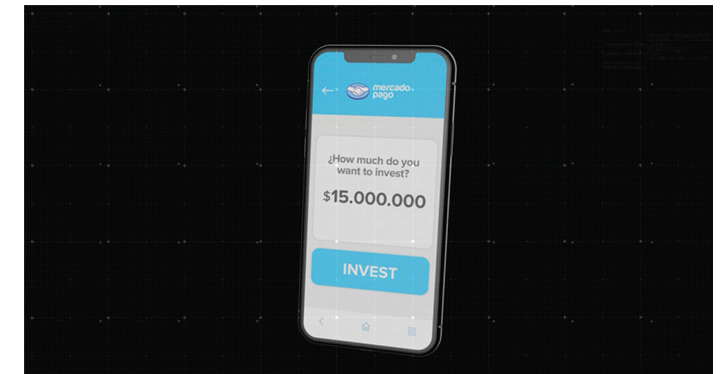 mercado
pago
¿How much do you
want to invest?
$15.000.000
INVEST